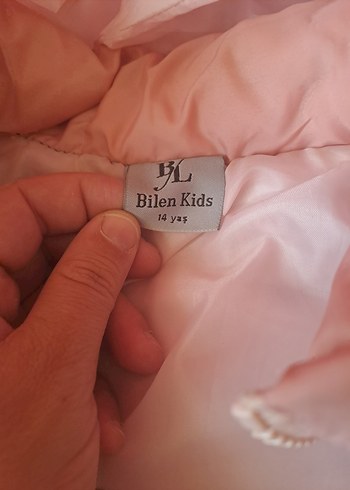 BL
Bilen Kids
14 yaş